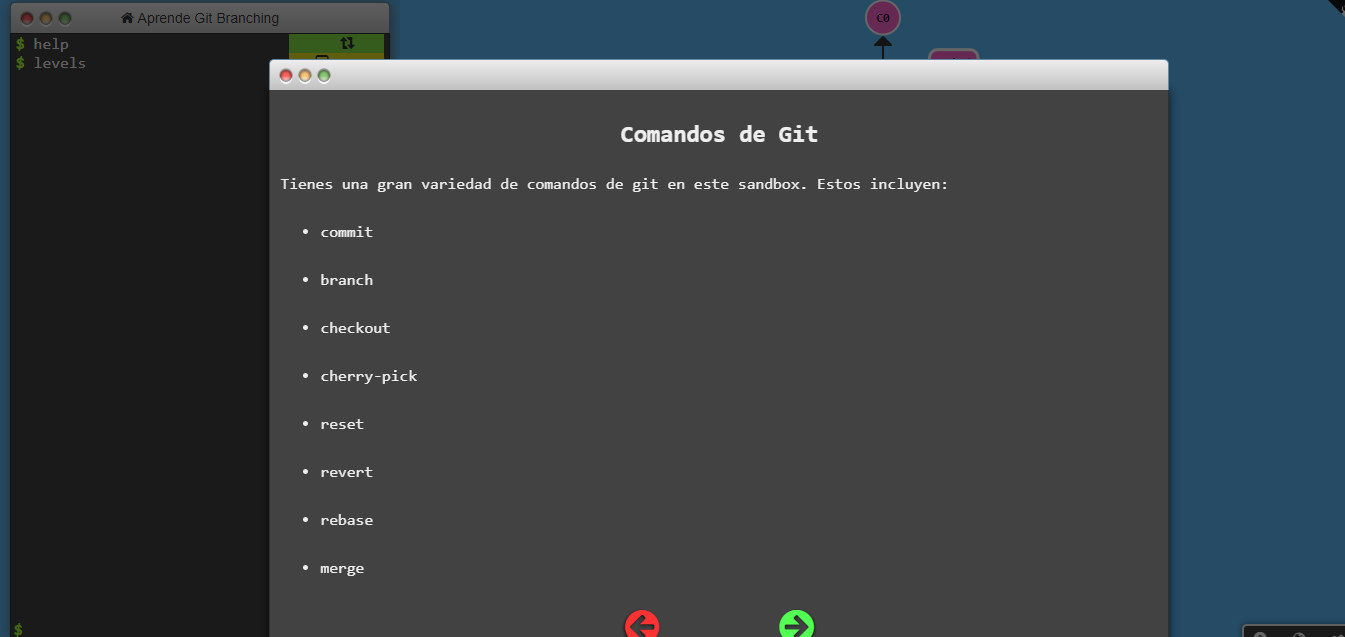 Aprende Git Branching
$ help
$ levels
C0
Comandos de Git
Tienes una gran variedad de comandos de git en este sandbox. Estos incluyen:
• commit
• branch
• checkout
• cherry-pick
• reset
• revert
• rebase
• merge
$